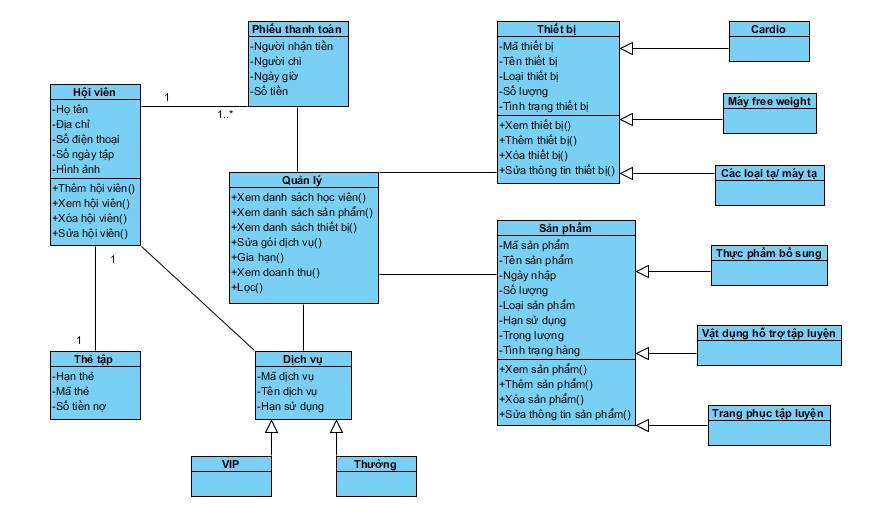 Phiếu thanh toán
-Người nhận tiền
-Người chi
-Ngày giờ
-Số tiền
Hội viên
-Họ tên
-Địa chỉ
-Số điện thoại
-Số ngày tập
-Hình ảnh
+Thêm hội viên()
+Xem hội viên()
+Xóa hội viên()
+Sửa hội viên()
1
1..*
1
1
Quản lý
+Xem danh sách học viên()
+Xem danh sách sản phẩm()
+Xem danh sách thiết bị()
+Sửa gói dịch vụ()
+Gia hạn()
+Xem doanh thu()
+Lọc()
Thẻ tập
-Hạn thẻ
-Mã thẻ
-Số tiền nợ
Dịch vụ
-Mã dịch vụ
-Tên dịch vụ
-Hạn sử dụng
VIP
Thường
Thiết bị
-Mã thiết bị
-Tên thiết bị
-Loại thiết bị
-Số lượng
-Tình trạng thiết bị
+Xem thiết bị()
+Thêm thiết bị()
+Xóa thiết bị()
+Sửa thông tin thiết bị()
Cardio
Máy free weight
Các loại tạ/ máy tạ
Sản phẩm
-Mã sản phẩm
-Tên sản phẩm
-Ngày nhập
-Số lượng
-Loại sản phẩm
-Hạn sử dụng
-Trọng lượng
-Tình trạng hàng
+Xem sản phẩm()
+Thêm sản phẩm()
+Xóa sản phẩm()
+Sửa thông tin sản phẩm()
Thực phẩm bổ sung
Vật dụng hỗ trợ tập luyện
Trang phục tập luyện